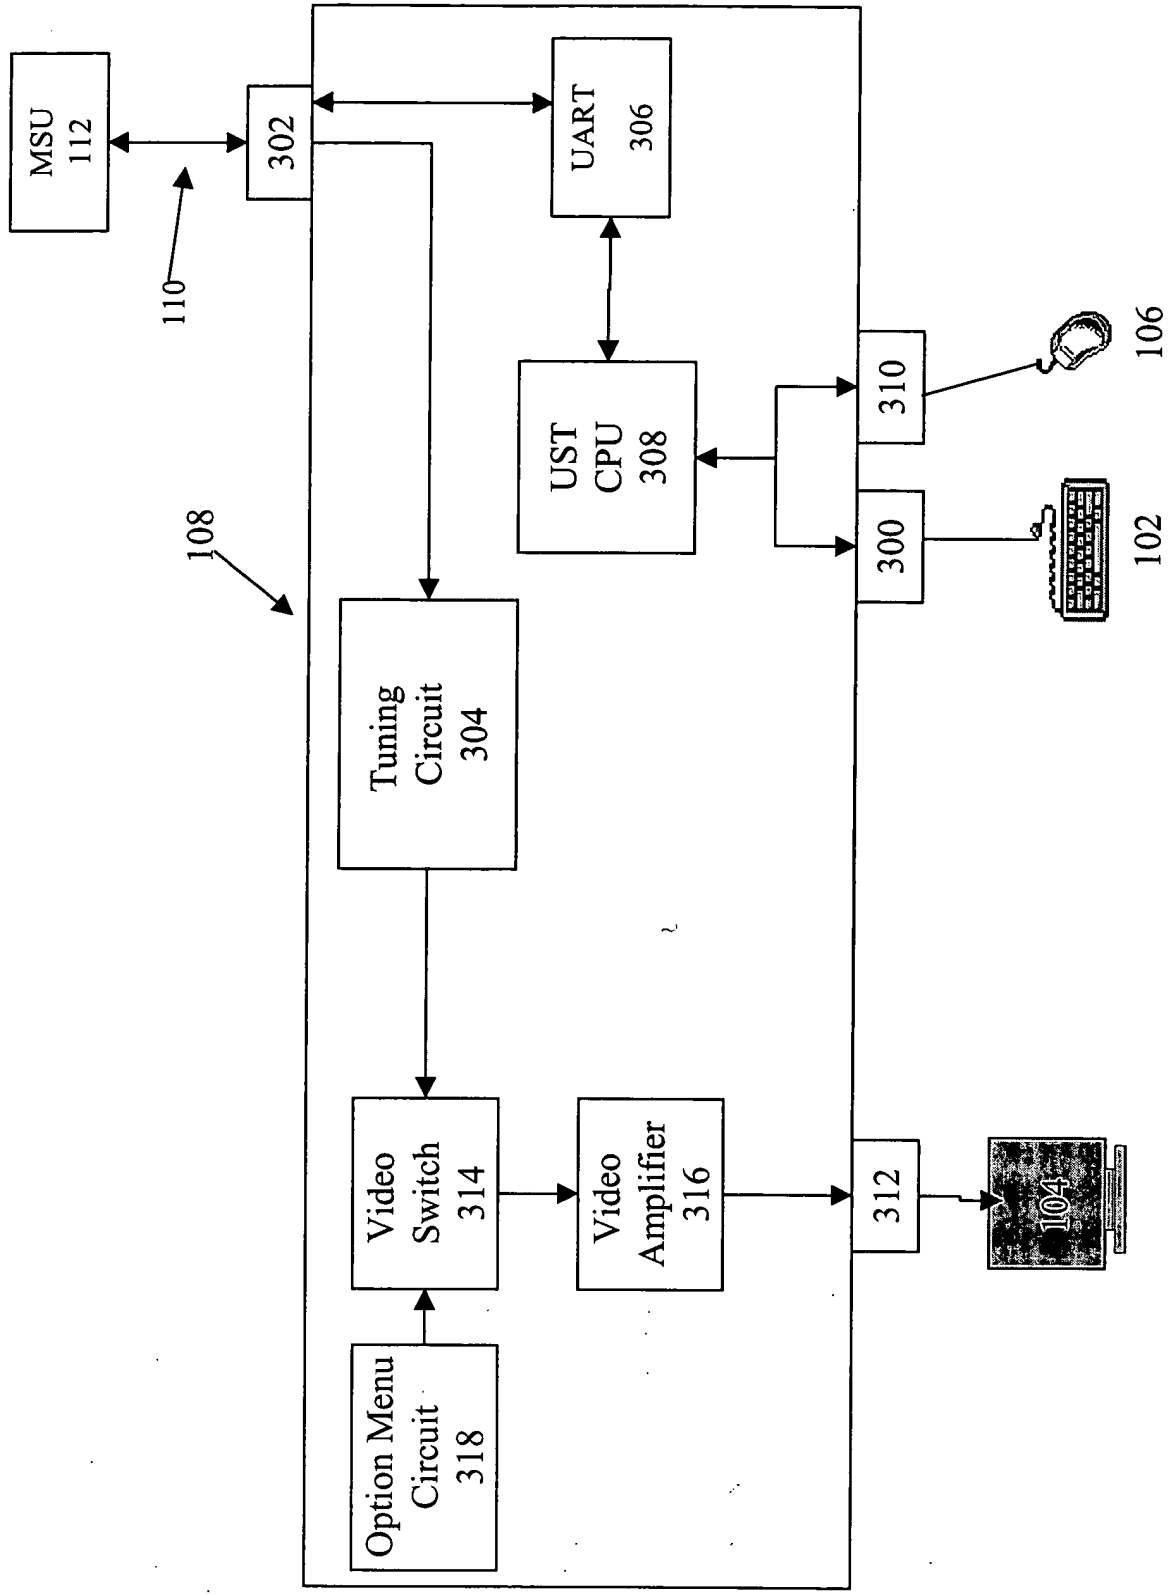 108
Option Menu
Circuit
318
Video
Switch
314
Tuning
Circuit
304
110
302
MSU
112
Video
Amplifier
316
UST
CPU
308
UART
306
312
300
310
104
102
106